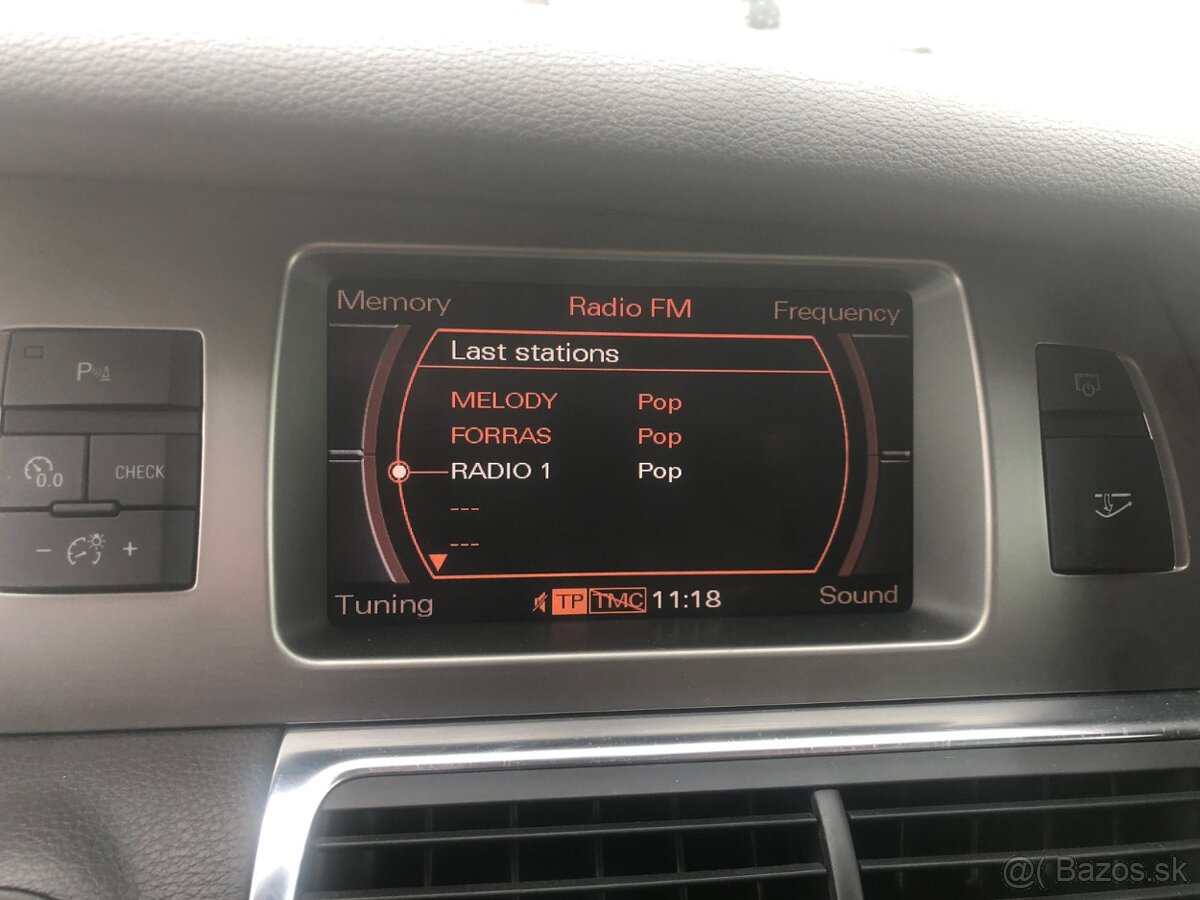 Memory Radio FM Frequency
Last stations
MELODY Pop
FORRAS Pop
RADIO 1 Pop
---
---
Tuning TP TMC 11:18 Sound
P
0.0 CHECK
− +
@( Bazos.sk